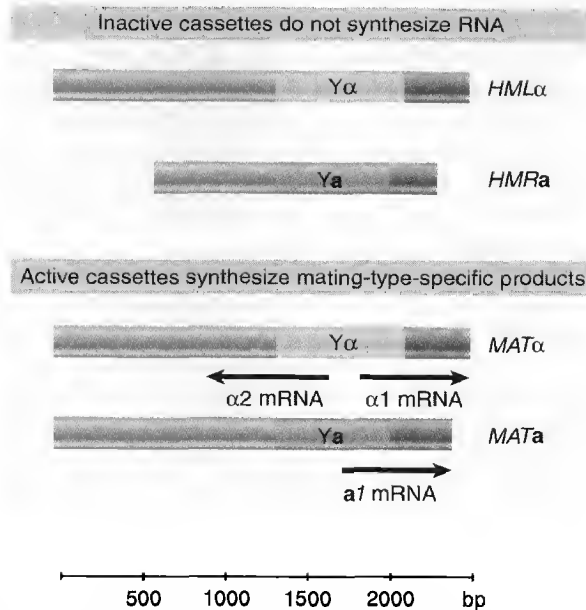 Inactive cassettes do not synthesize RNA
Yα HMLα
Ya HMRa
Active cassettes synthesize mating-type-specific products
Yα MATα
α2 mRNA α1 mRNA
Ya MATa
a1 mRNA
500 1000 1500 2000 bp